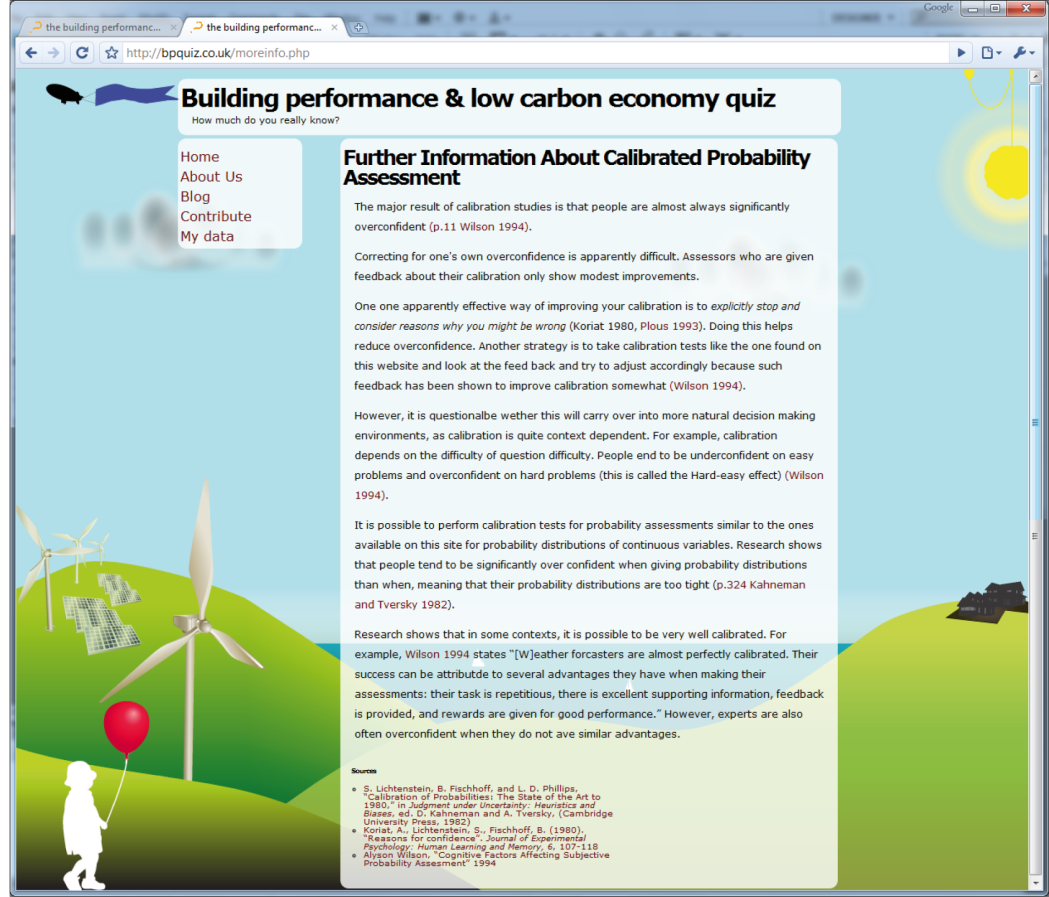 Google
the building performanc...
the building performanc...
http://bpquiz.co.uk/moreinfo.php
Building performance & low carbon economy quiz
How much do you really know?
Home
About Us
Blog
Contribute
My data
Further Information About Calibrated Probability
Assessment
The major result of calibration studies is that people are almost always significantly
overconfident (p.11 Wilson 1994).
Correcting for one's own overconfidence is apparently difficult. Assessors who are given
feedback about their calibration only show modest improvements.
One one apparently effective way of improving your calibration is to explicitly stop and
consider reasons why you might be wrong (Koriat 1980, Plous 1993). Doing this helps
reduce overconfidence. Another strategy is to take calibration tests like the one found on
this website and look at the feed back and try to adjust accordingly because such
feedback has been shown to improve calibration somewhat (Wilson 1994).
However, it is questionalbe wether this will carry over into more natural decision making
environments, as calibration is quite context dependent. For example, calibration
depends on the difficulty of question difficulty. People end to be underconfident on easy
problems and overconfident on hard problems (this is called the Hard-easy effect) (Wilson
1994).
It is possible to perform calibration tests for probability assessments similar to the ones
available on this site for probability distributions of continuous variables. Research shows
that people tend to be significantly over confident when giving probability distributions
than when, meaning that their probability distributions are too tight (p.324 Kahneman
and Tversky 1982).
Research shows that in some contexts, it is possible to be very well calibrated. For
example, Wilson 1994 states “[W]eather forcasters are almost perfectly calibrated. Their
success can be attributde to several advantages they have when making their
assessments: their task is repetitious, there is excellent supporting information, feedback
is provided, and rewards are given for good performance.” However, experts are also
often overconfident when they do not ave similar advantages.
Sources
S. Lichtenstein, B. Fischhoff, and L. D. Phillips,
“Calibration of Probabilities: The State of the Art to
1980,” in Judgment under Uncertainty: Heuristics and
Biases, ed. D. Kahneman and A. Tversky, (Cambridge
University Press, 1982)
Koriat, A., Lichtenstein, S., Fischhoff, B. (1980).
“Reasons for confidence”. Journal of Experimental
Psychology: Human Learning and Memory, 6, 107-118
Alyson Wilson, “Cognitive Factors Affecting Subjective
Probability Assesment” 1994